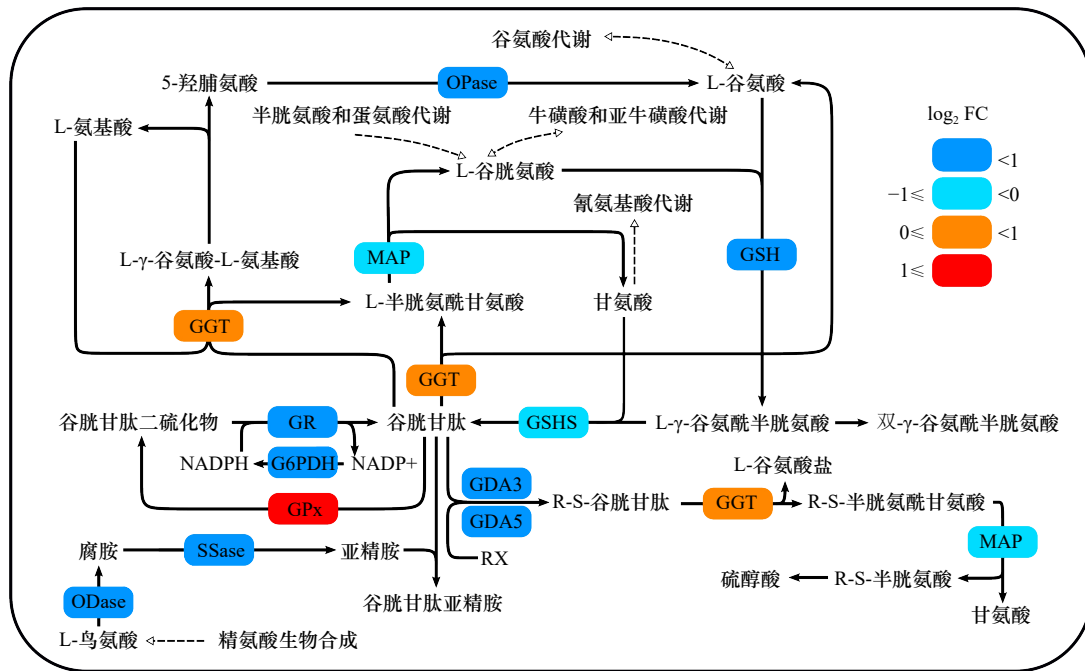 谷氨酸代谢
5-羟脯氨酸
OPase
L-谷氨酸
半胱氨酸和蛋氨酸代谢
牛磺酸和亚牛磺酸代谢
log₂ FC
L-氨基酸
<1
L-谷胱氨酸
−1≤
<0
氰氨基酸代谢
0≤
<1
MAP
GSH
L-γ-谷氨酸-L-氨基酸
1≤
L-半胱氨酰甘氨酸
甘氨酸
GGT
GGT
谷胱甘肽二硫化物
GR
谷胱甘肽
GSHS
L-γ-谷氨酰半胱氨酸
双-γ-谷氨酰半胱氨酸
NADPH
G6PDH
NADP+
L-谷氨酸盐
GDA3
GPx
R-S-谷胱甘肽
GGT
R-S-半胱氨酰甘氨酸
GDA5
MAP
腐胺
SSase
亚精胺
RX
硫醇酸
R-S-半胱氨酸
ODase
谷胱甘肽亚精胺
甘氨酸
L-鸟氨酸
精氨酸生物合成